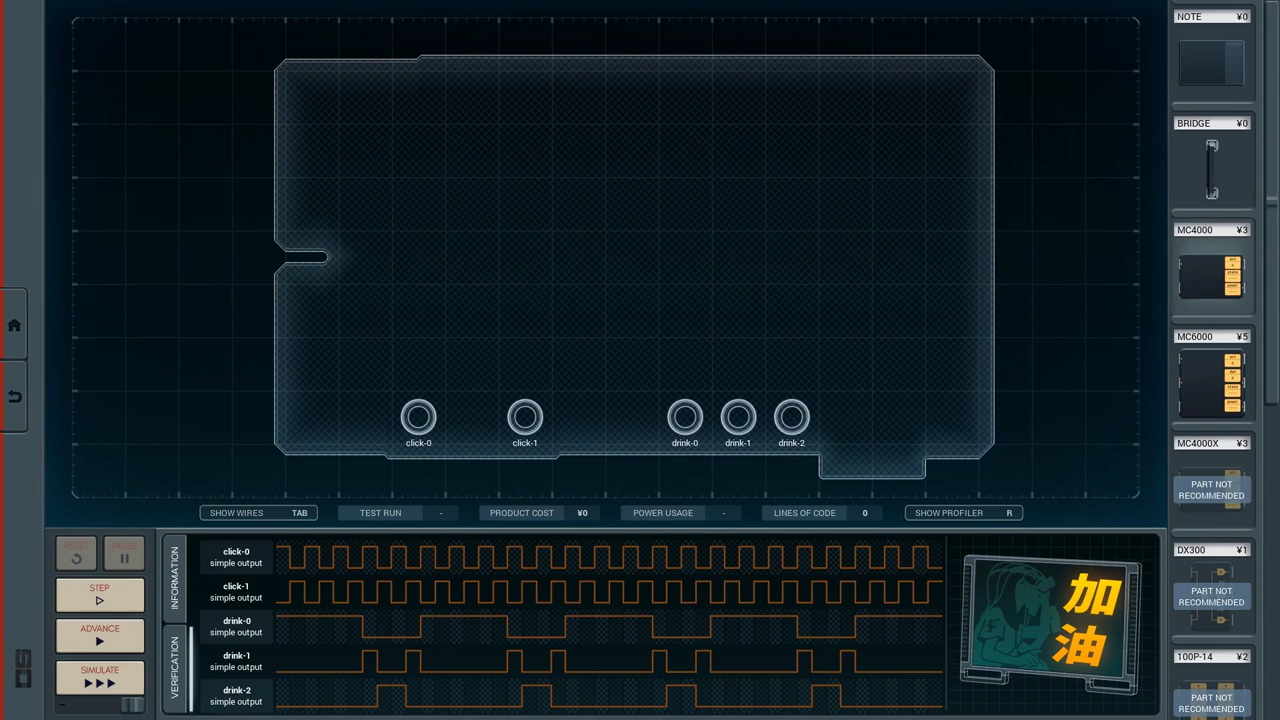 NOTE ¥0
BRIDGE ¥0
MC4000 ¥3
MC6000 ¥5
MC4000X ¥3
PART NOT
RECOMMENDED
DX300 ¥1
PART NOT
RECOMMENDED
100P-14 ¥2
PART NOT
RECOMMENDED
click-0
click-1
drink-0
drink-1
drink-2
SHOW WIRES TAB
TEST RUN -
PRODUCT COST ¥0
POWER USAGE -
LINES OF CODE 0
SHOW PROFILER R
RESET
PAUSE
STEP
ADVANCE
SIMULATE
INFORMATION
VERIFICATION
click-0
simple output
click-1
simple output
drink-0
simple output
drink-1
simple output
drink-2
simple output
加
油